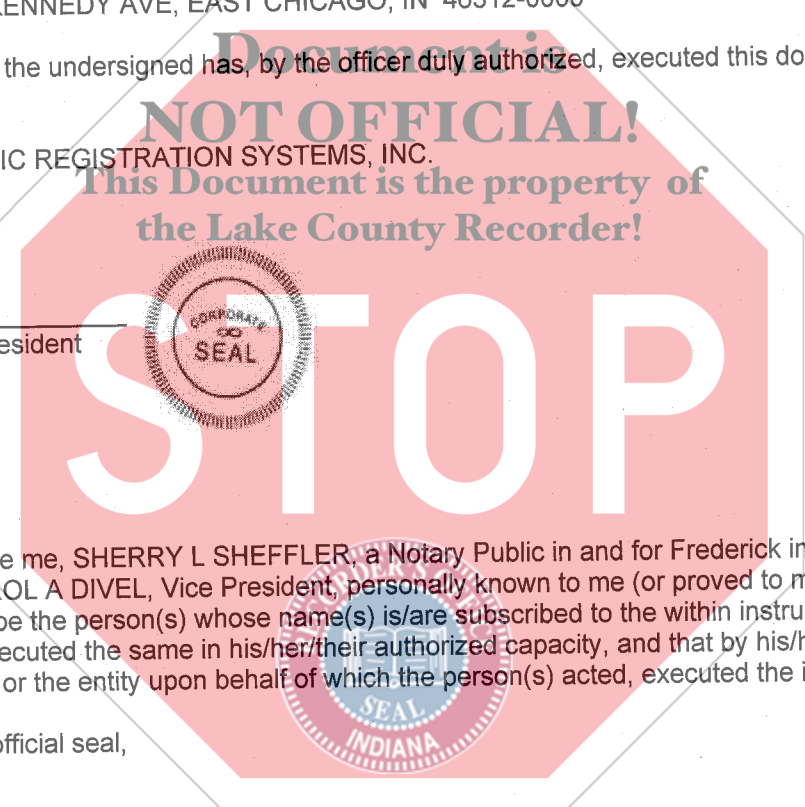 KENNEDY AVE, EAST CHICAGO, IN 46312-0000
Document is
the undersigned has, by the officer duly authorized, executed this do
NOT OFFICIAL!
IC REGISTRATION SYSTEMS, INC.
This Document is the property of
the Lake County Recorder!
CORPORATE
SEAL
esident
STOP
e me, SHERRY L SHEFFLER, a Notary Public in and for Frederick in
OL A DIVEL, Vice President, personally known to me (or proved to m
be the person(s) whose name(s) is/are subscribed to the within instru
ecuted the same in his/her/their authorized capacity, and that by his/h
or the entity upon behalf of which the person(s) acted, executed the i
SEAL
INDIANA
official seal,